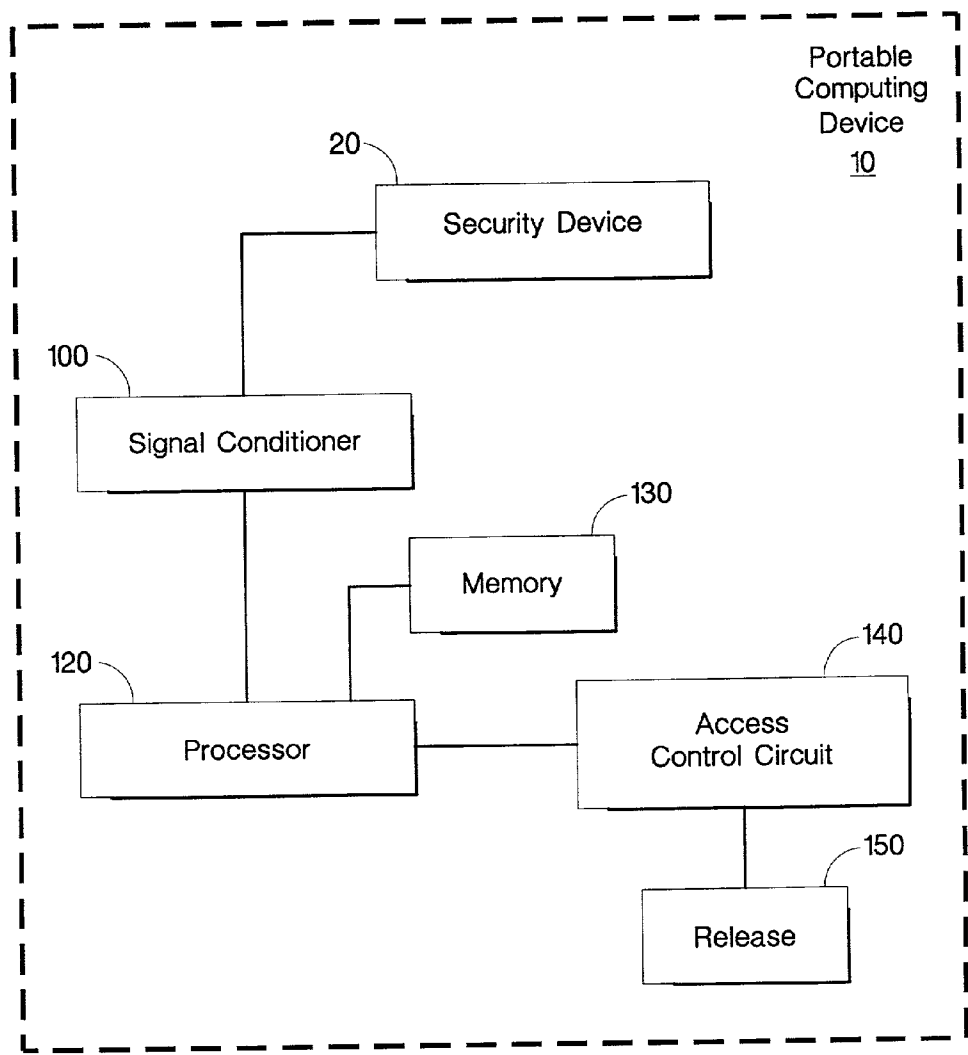 Portable
Computing
Device
10
20
Security Device
100
Signal Conditioner
130
Memory
120
Processor
140
Access
Control Circuit
150
Release